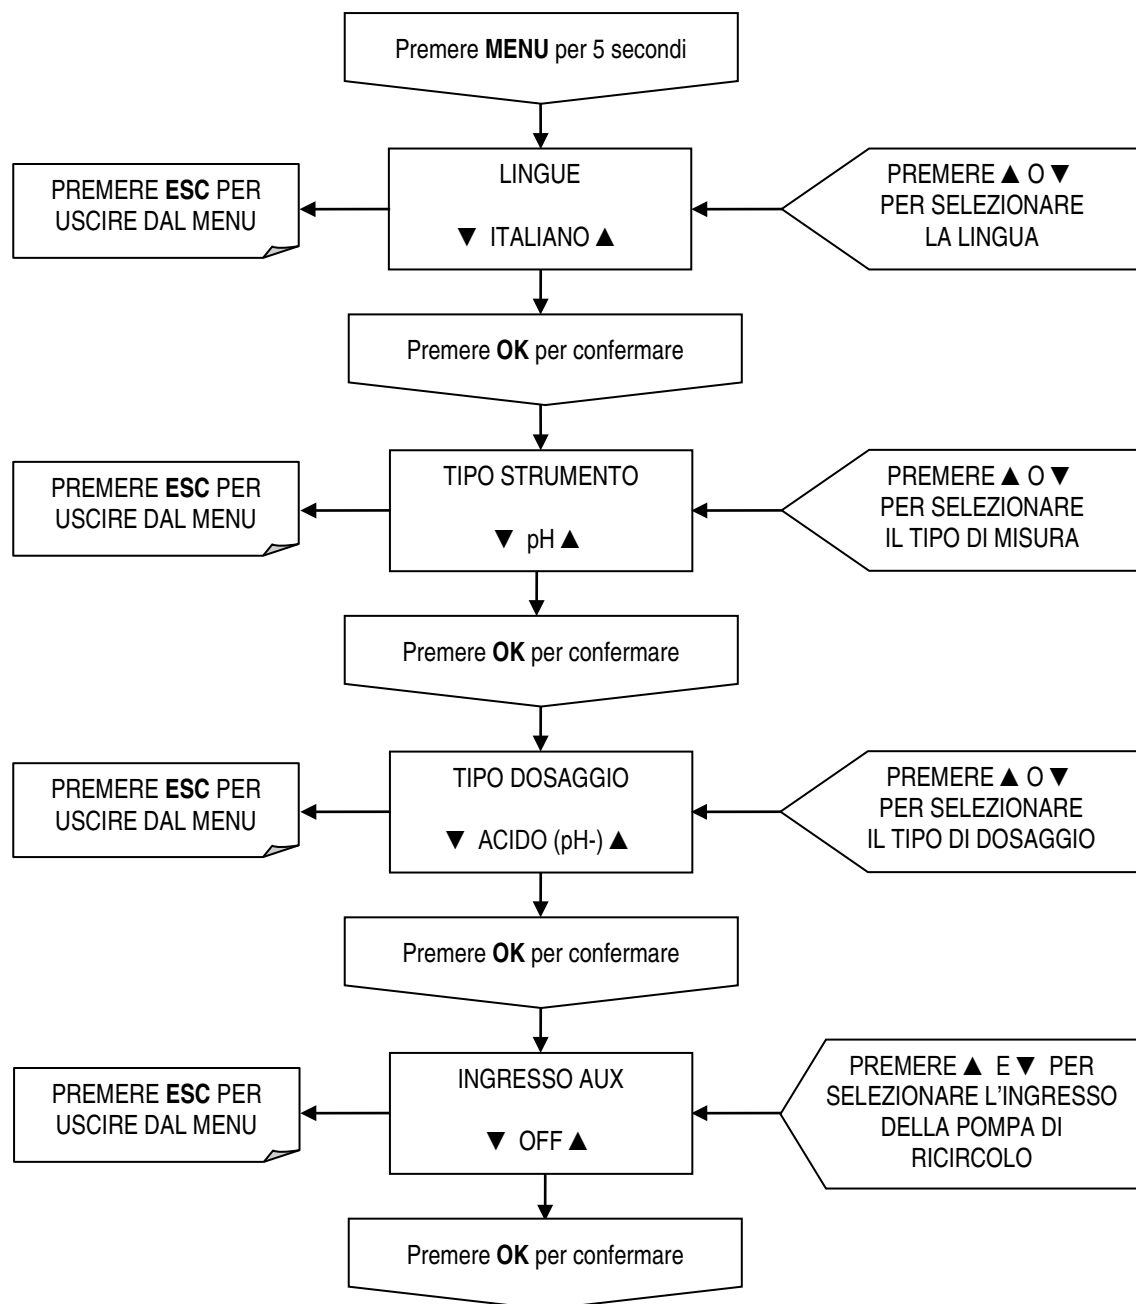 Premere MENU per 5 secondi
PREMERE ESC PER
USCIRE DAL MENU
LINGUE
▼ ITALIANO ▲
PREMERE ▲ O ▼
PER SELEZIONARE
LA LINGUA
Premere OK per confermare
PREMERE ESC PER
USCIRE DAL MENU
TIPO STRUMENTO
▼ pH ▲
PREMERE ▲ O ▼
PER SELEZIONARE
IL TIPO DI MISURA
Premere OK per confermare
PREMERE ESC PER
USCIRE DAL MENU
TIPO DOSAGGIO
▼ ACIDO (pH-) ▲
PREMERE ▲ O ▼
PER SELEZIONARE
IL TIPO DI DOSAGGIO
Premere OK per confermare
PREMERE ESC PER
USCIRE DAL MENU
INGRESSO AUX
▼ OFF ▲
PREMERE ▲ E ▼ PER
SELEZIONARE L'INGRESSO
DELLA POMPA DI
RICIRCOLO
Premere OK per confermare